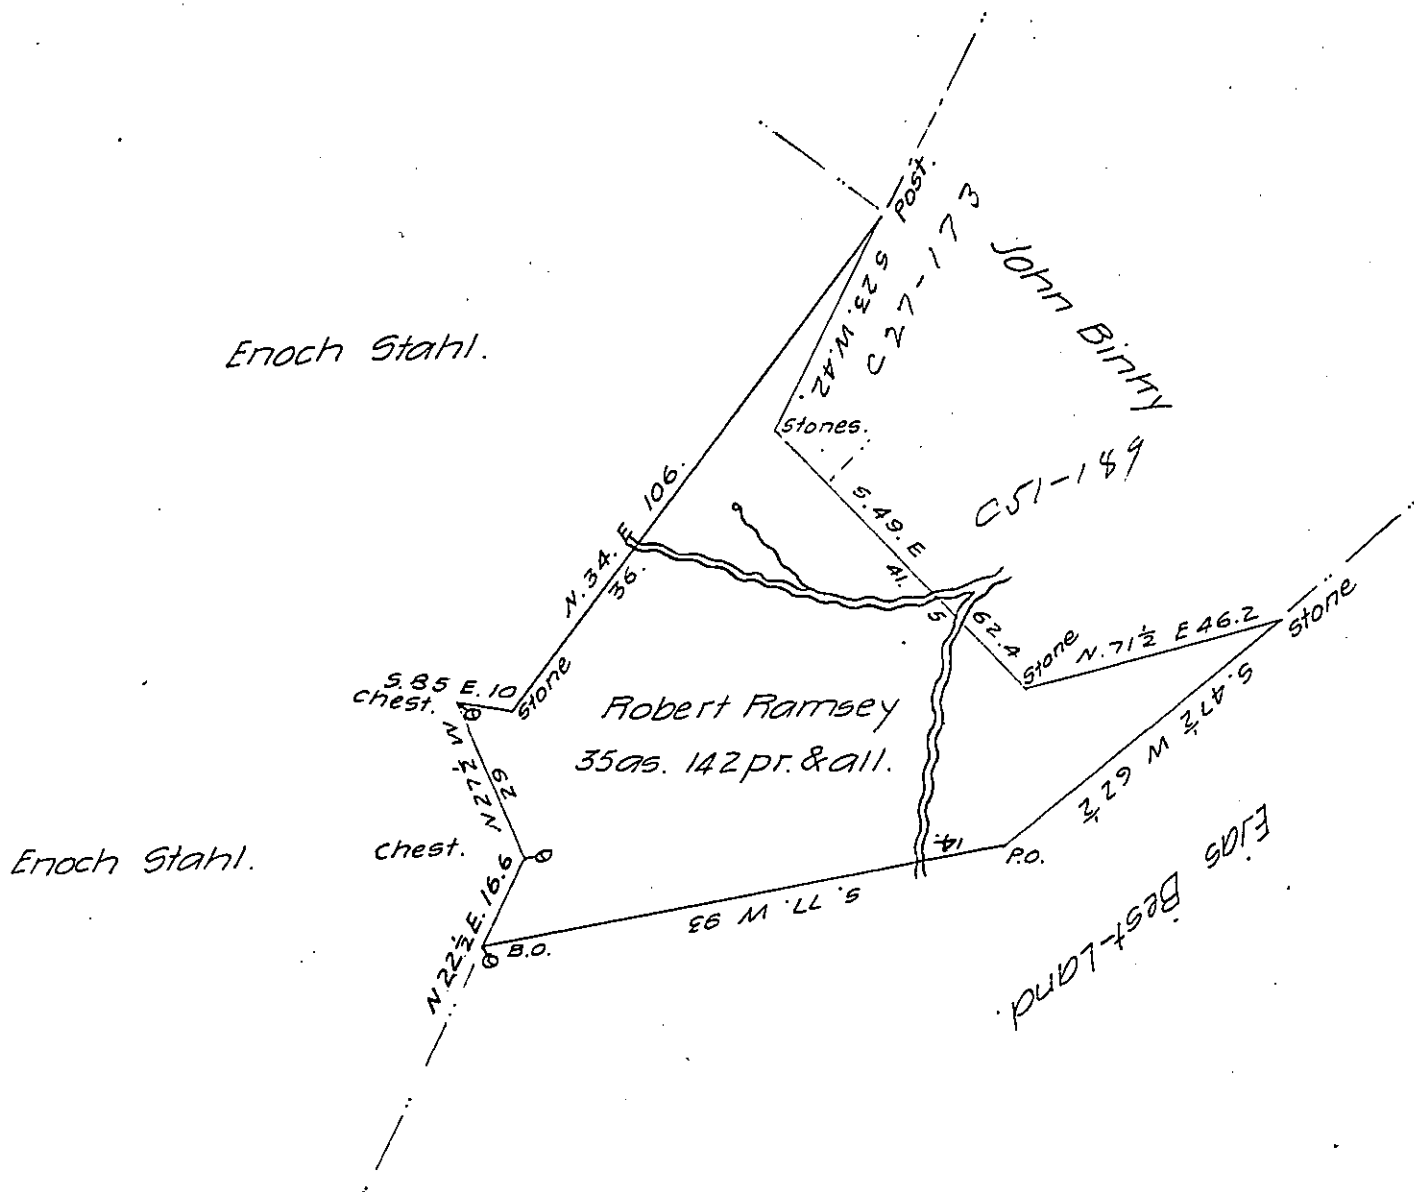 Post.
S 23. W. 42.
C 27-173
John Binky
Enoch Stahl.
Stones.
N. 34. E 106.
36.
S. 49. E
41.
5
62.4
C51-189
Stone
N. 71½ E 46.2
Stone
S. 47½ W 62½
S. 85 E. 10
chest.
Stone
Robert Ramsey
35as. 142pr. & all.
N 27½ W
29
Enoch Stahl.
chest.
N 22½ E. 16.6
B.O.
S. 77. W 93
14.
P.O.
Best-Land.